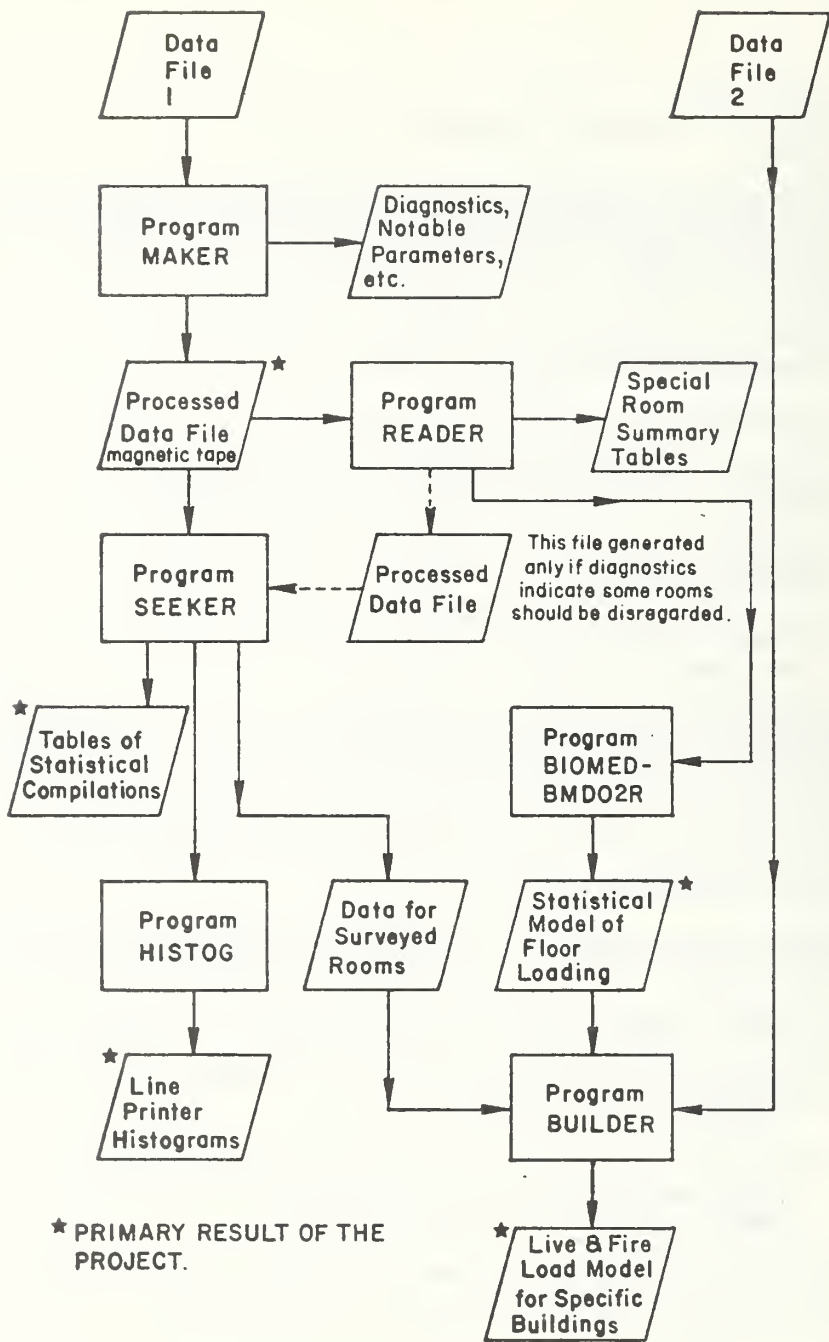 Data
File
1
Data
File
2
Program
MAKER
Diagnostics,
Notable
Parameters,
etc.
★
Processed
Data File
magnetic tape
Program
READER
Special
Room
Summary
Tables
Program
SEEKER
Processed
Data File
This file generated
only if diagnostics
indicate some rooms
should be disregarded.
★
Tables of
Statistical
Compilations
Program
BIOMED-
BMD02R
Program
HISTOG
Data for
Surveyed
Rooms
Statistical ★
Model of
Floor
Loading
★
Line
Printer
Histograms
Program
BUILDER
★ PRIMARY RESULT OF THE
PROJECT.
★ Live & Fire
Load Model
for Specific
Buildings